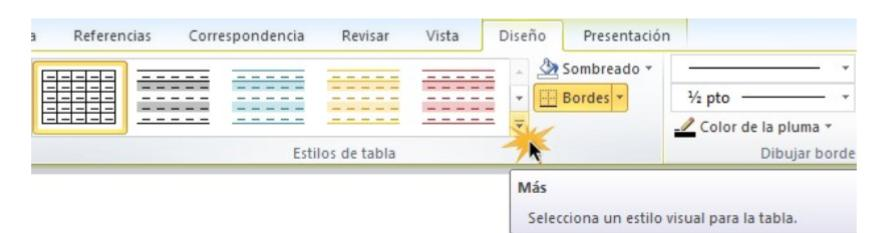 a Referencias Correspondencia Revisar Vista Diseño Presentación
Sombreado
Bordes
½ pto
Color de la pluma
Estilos de tabla
Dibujar borde
Más
Selecciona un estilo visual para la tabla.